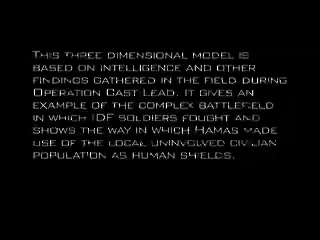 This three dimensional model is
based on intelligence and other
findings gathered in the field during
Operation Cast Lead. It gives an
example of the complex battlefield
in which IDF soldiers fought and
shows the way in which Hamas made
use of the local uninvolved civilian
population as human shields.